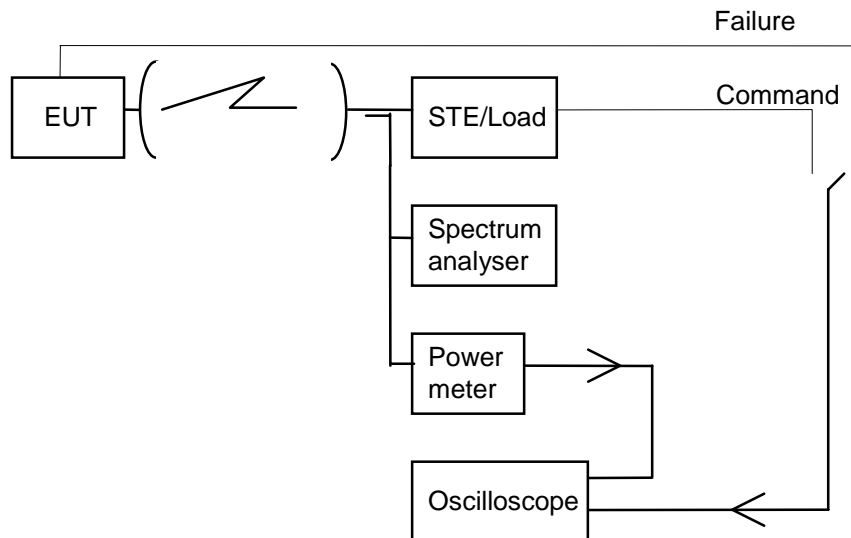 Failure
EUT
STE/Load
Command
Spectrum
analyser
Power
meter
Oscilloscope